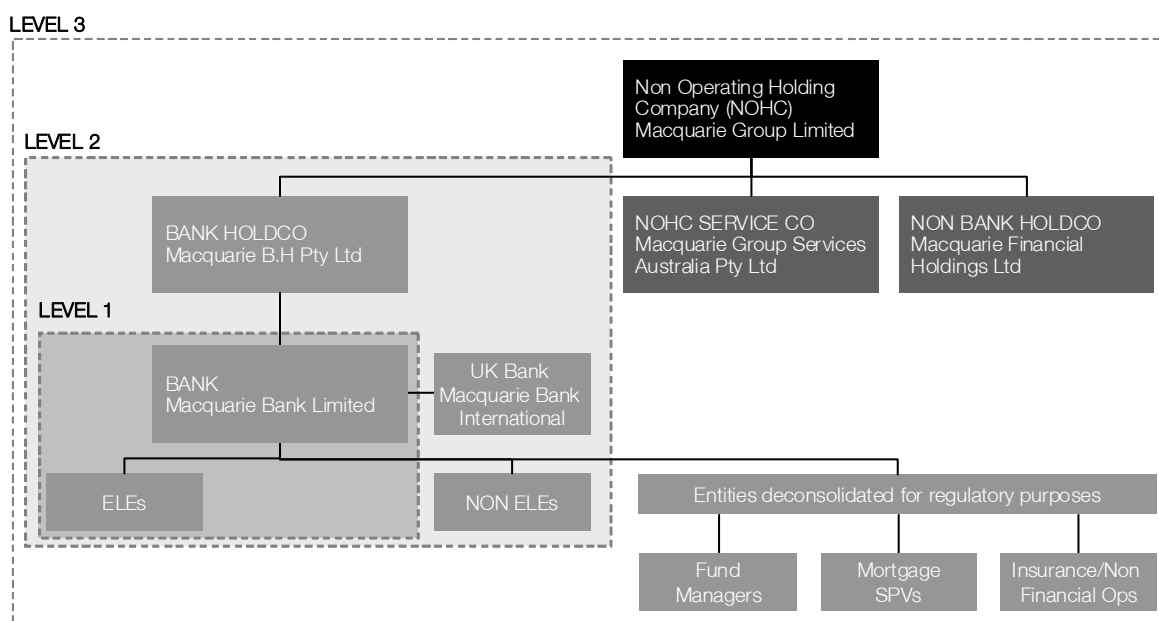 LEVEL 3
Non Operating Holding
Company (NOHC)
Macquarie Group Limited
LEVEL 2
BANK HOLDCO
Macquarie B.H Pty Ltd
NOHC SERVICE CO
Macquarie Group Services
Australia Pty Ltd
NON BANK HOLDCO
Macquarie Financial
Holdings Ltd
LEVEL 1
BANK
Macquarie Bank Limited
UK Bank
Macquarie Bank
International
ELEs
NON ELEs
Entities deconsolidated for regulatory purposes
Fund
Managers
Mortgage
SPVs
Insurance/Non
Financial Ops